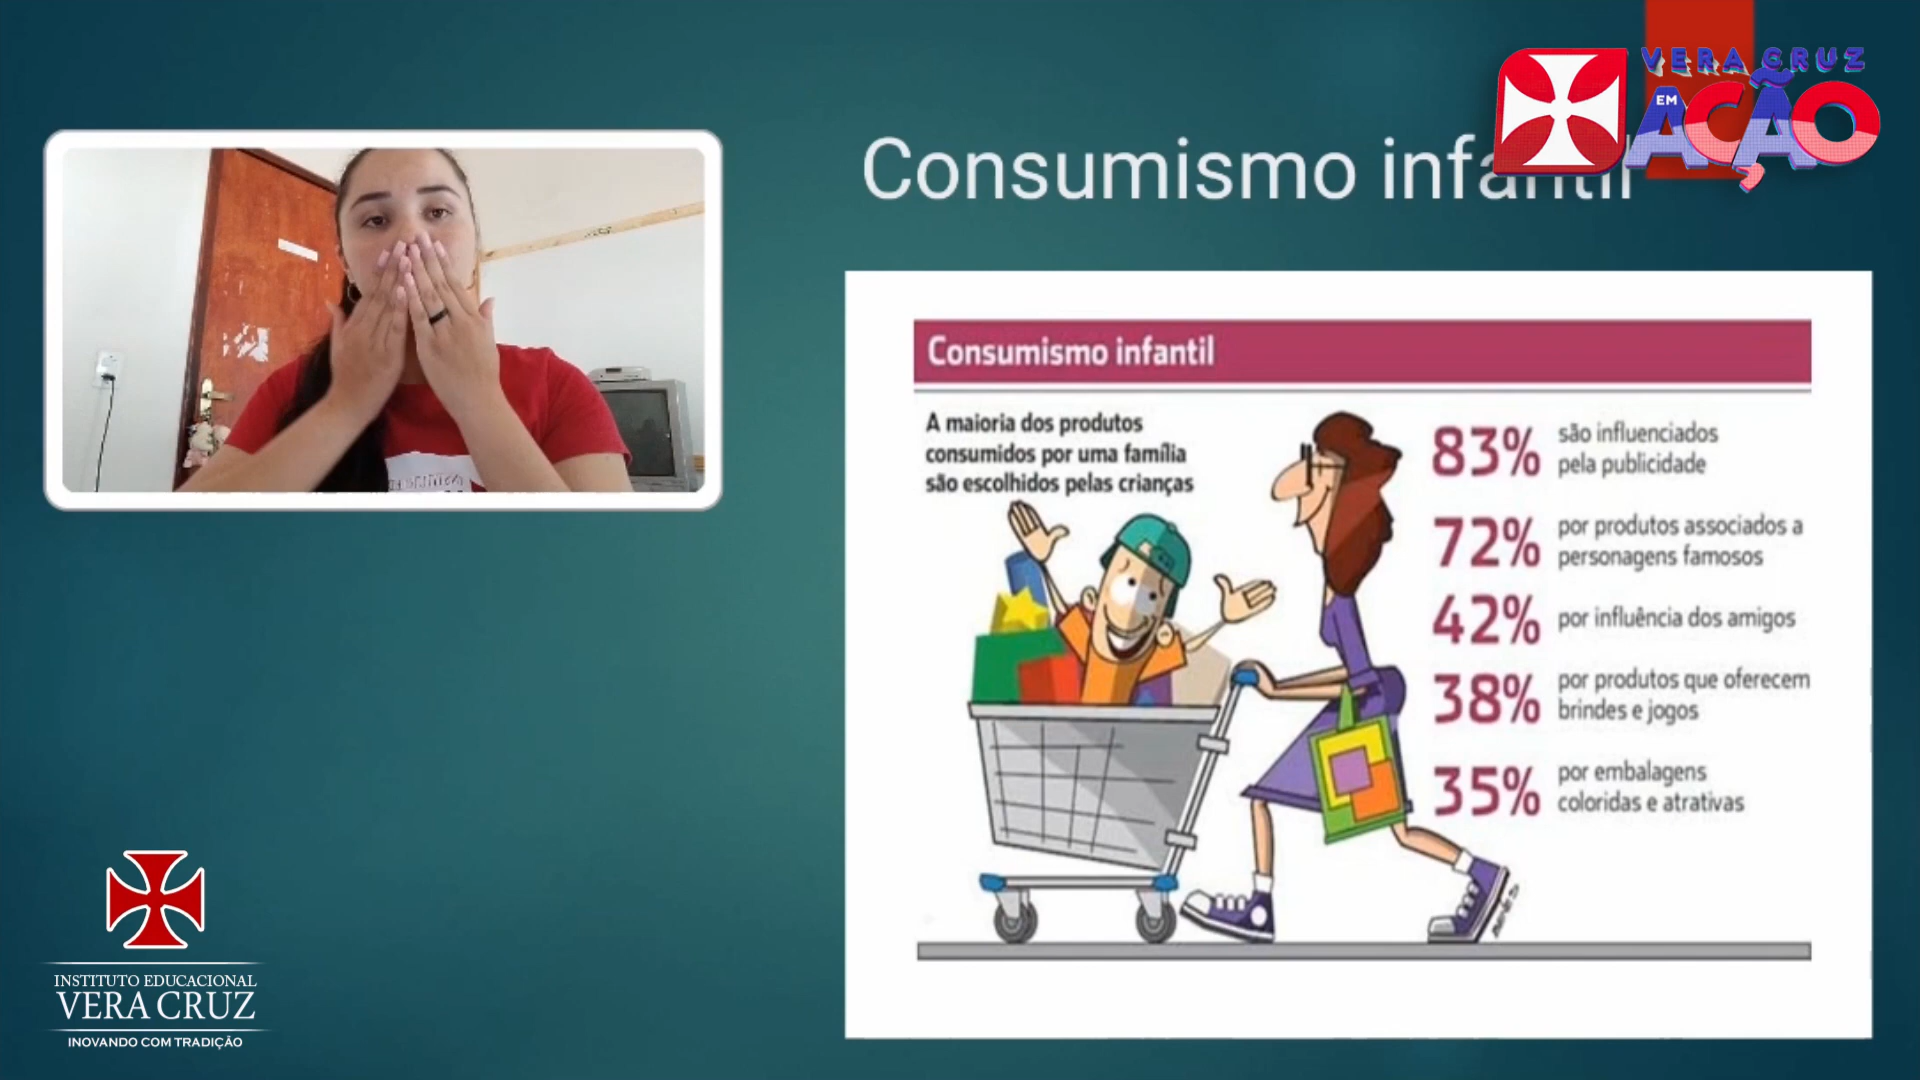 VERA CRUZ
EM
AÇÃO
Consumismo infantil
Consumismo infantil
A maioria dos produtos
consumidos por uma família
são escolhidos pelas crianças
83%
são influenciados
pela publicidade
72%
por produtos associados a
personagens famosos
42%
por influência dos amigos
38%
por produtos que oferecem
brindes e jogos
35%
por embalagens
coloridas e atrativas
INSTITUTO EDUCACIONAL
VERA CRUZ
INOVANDO COM TRADIÇÃO